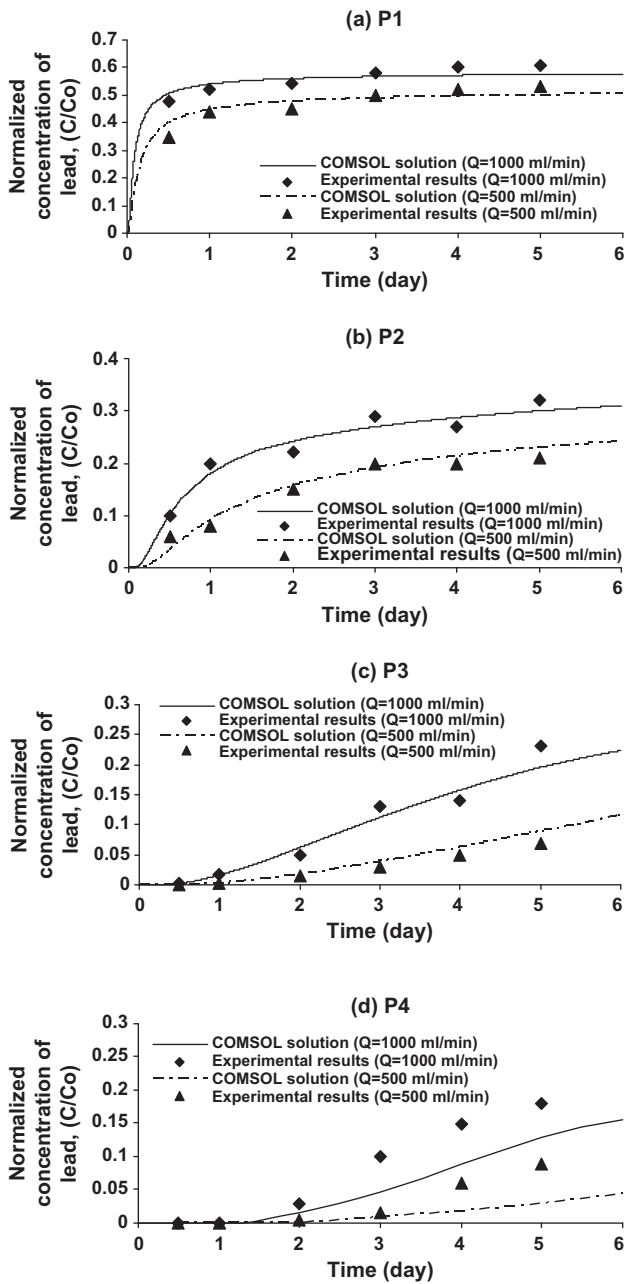 (a) P1
Normalized
concentration of
lead, (C/Co)
0.7
0.6
0.5
0.4
0.3
0.2
0.1
0
COMSOL solution (Q=1000 ml/min)
Experimental results (Q=1000 ml/min)
COMSOL solution (Q=500 ml/min)
Experimental results (Q=500 ml/min)
0 1 2 3 4 5 6
Time (day)
(b) P2
Normalized
concentration of
lead, (C/Co)
0.4
0.3
0.2
0.1
0
COMSOL solution (Q=1000 ml/min)
Experimental results (Q=1000 ml/min)
COMSOL solution (Q=500 ml/min)
Experimental results (Q=500 ml/min)
0 1 2 3 4 5 6
Time (day)
(c) P3
Normalized
concentration of
lead, (C/Co)
0.3
0.25
0.2
0.15
0.1
0.05
0
COMSOL solution (Q=1000 ml/min)
Experimental results (Q=1000 ml/min)
COMSOL solution (Q=500 ml/min)
Experimental results (Q=500 ml/min)
0 1 2 3 4 5 6
Time (day)
(d) P4
Normalized
concentration of
lead, (C/Co)
0.3
0.25
0.2
0.15
0.1
0.05
0
COMSOL solution (Q=1000 ml/min)
Experimental results (Q=1000 ml/min)
COMSOL solution (Q=500 ml/min)
Experimental results (Q=500 ml/min)
0 1 2 3 4 5 6
Time (day)